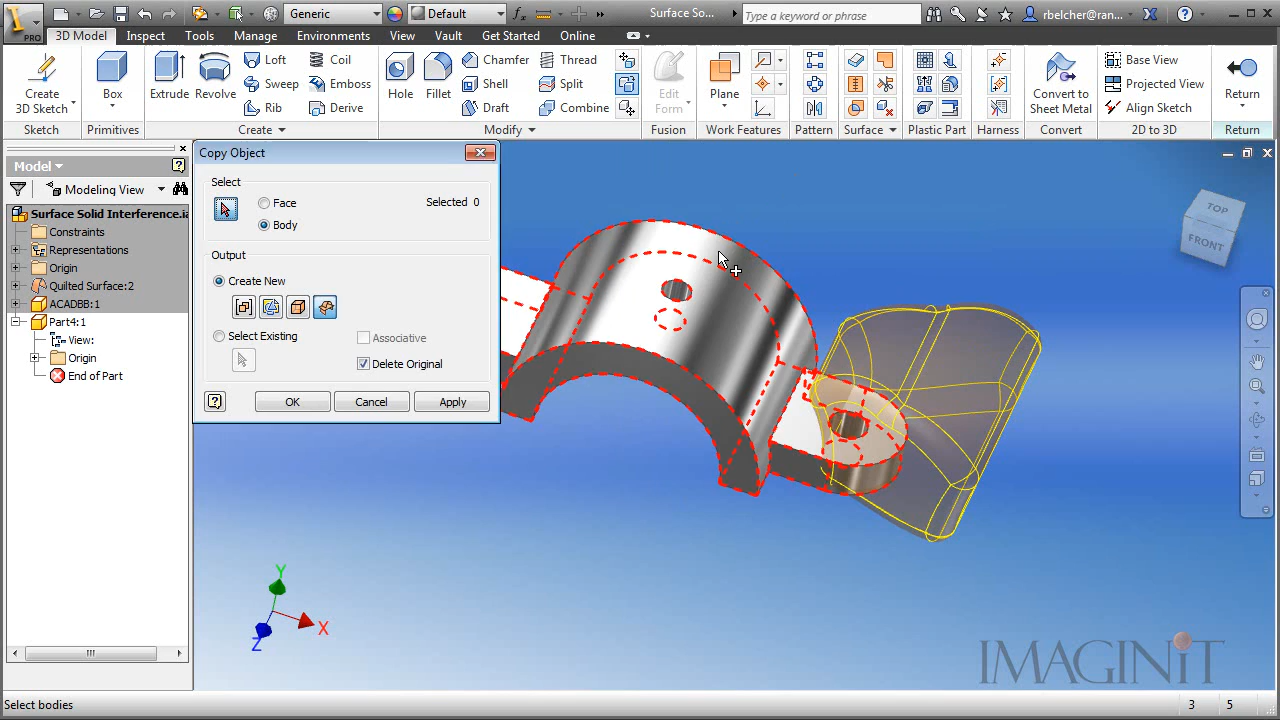 PRO
Generic
Default
fx
Surface So...
Type a keyword or phrase
rbelcher@ran...
3D Model
Inspect
Tools
Manage
Environments
View
Vault
Get Started
Online
Create
3D Sketch
Box
Extrude
Revolve
Loft
Sweep
Rib
Coil
Emboss
Derive
Hole
Fillet
Chamfer
Shell
Draft
Thread
Split
Combine
Edit
Form
Plane
Convert to
Sheet Metal
Base View
Projected View
Align Sketch
Return
Sketch
Primitives
Create
Modify
Fusion
Work Features
Pattern
Surface
Plastic Part
Harness
Convert
2D to 3D
Return
Model
Modeling View
Surface Solid Interference.ia
Constraints
Representations
Origin
Quilted Surface:2
ACADBB:1
Part4:1
View:
Origin
End of Part
Copy Object
Select
Face
Body
Selected 0
Output
Create New
Select Existing
Associative
Delete Original
OK
Cancel
Apply
TOP
FRONT
Y
X
Z
IMAGINiT
Select bodies
3 5